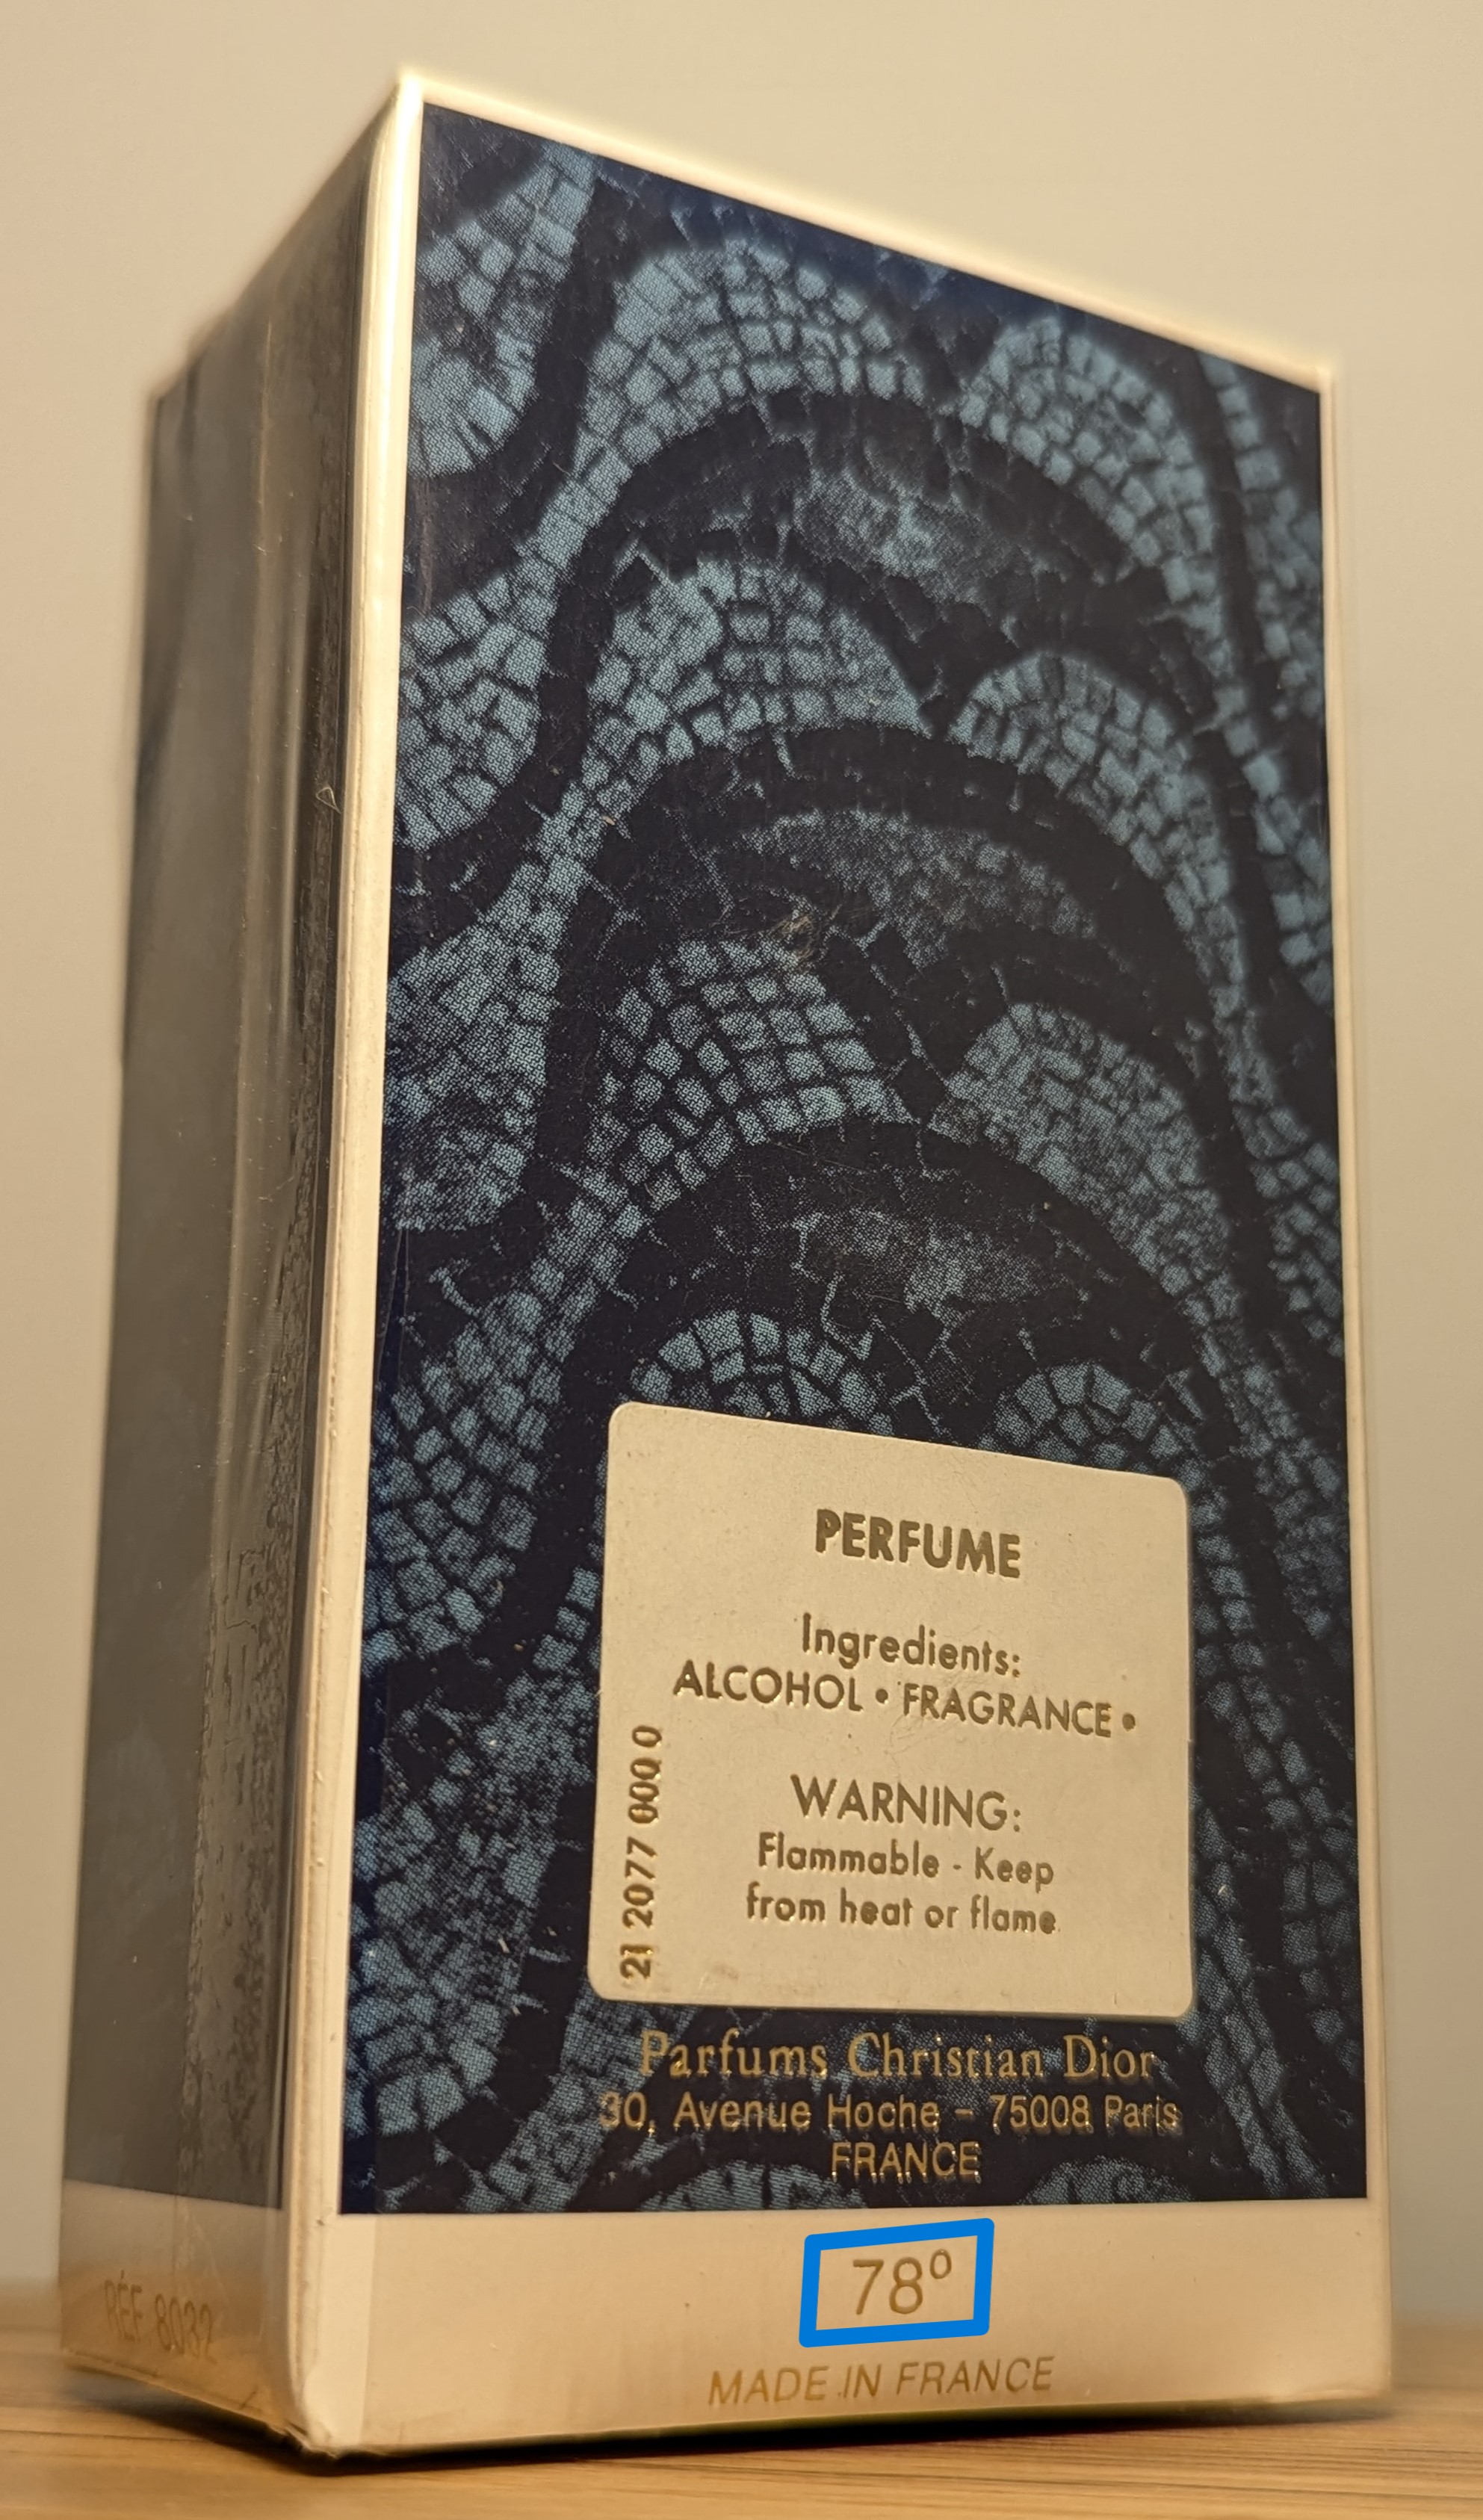 PERFUME
Ingredients:
ALCOHOL • FRAGRANCE •
WARNING:
Flammable - Keep
from heat or flame
21 2077 000 0
Parfums Christian Dior
30, Avenue Hoche - 75008 Paris
FRANCE
78°
MADE IN FRANCE
RÉF. 8032